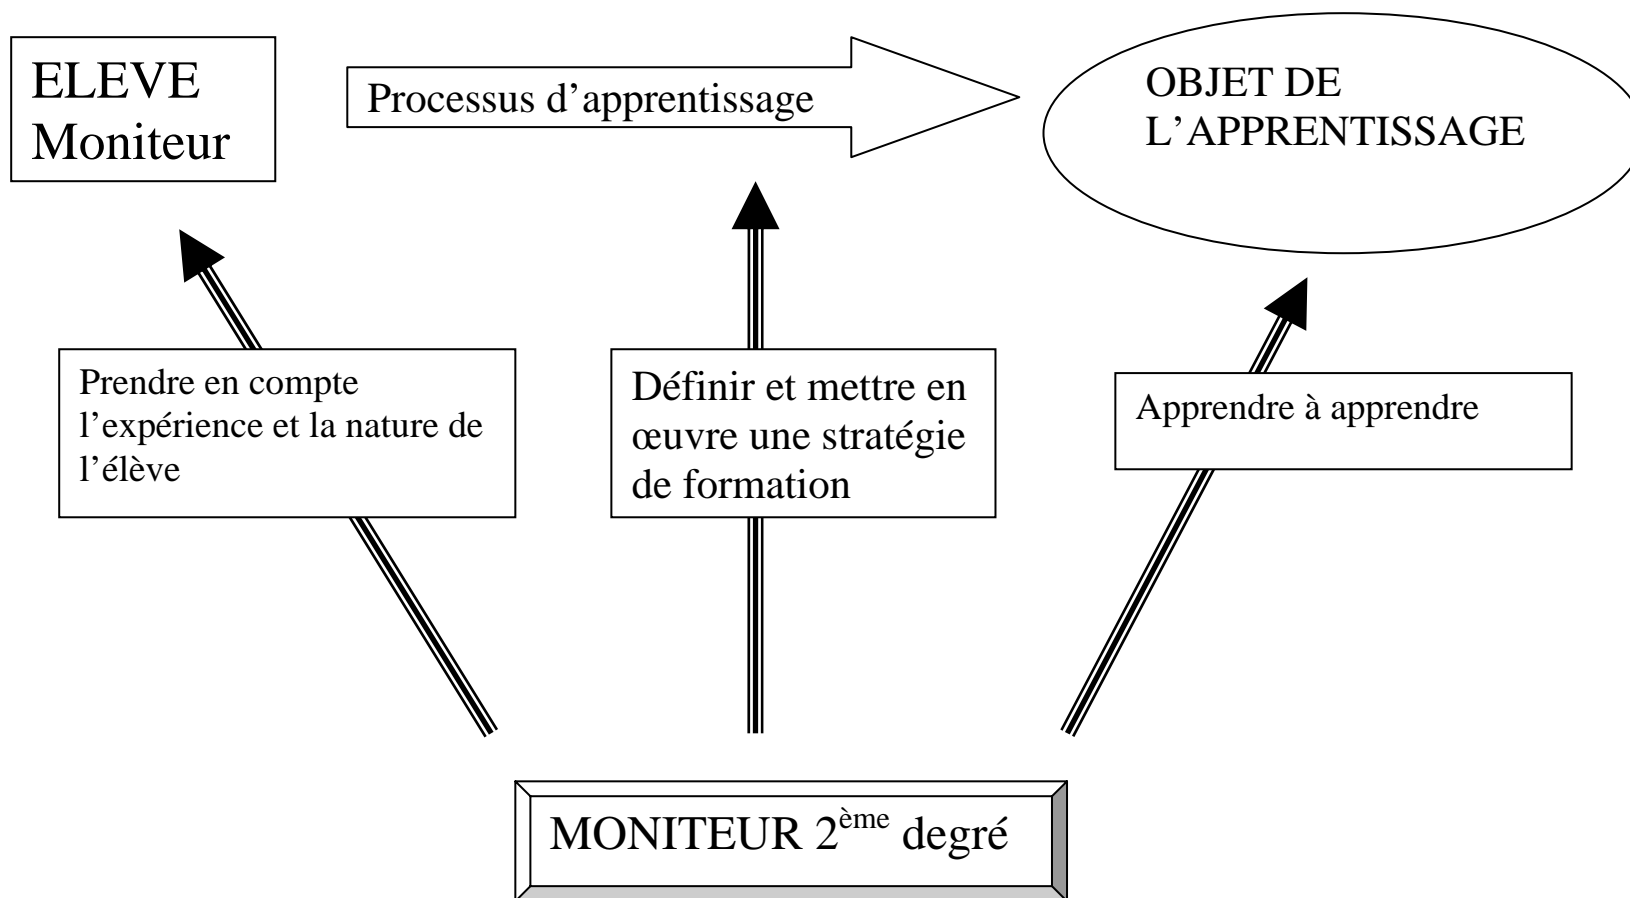 ELEVE
Moniteur
Processus d’apprentissage
OBJET DE
L’APPRENTISSAGE
Prendre en compte
l’expérience et la nature de
l’élève
Définir et mettre en
œuvre une stratégie
de formation
Apprendre à apprendre
MONITEUR 2ème degré